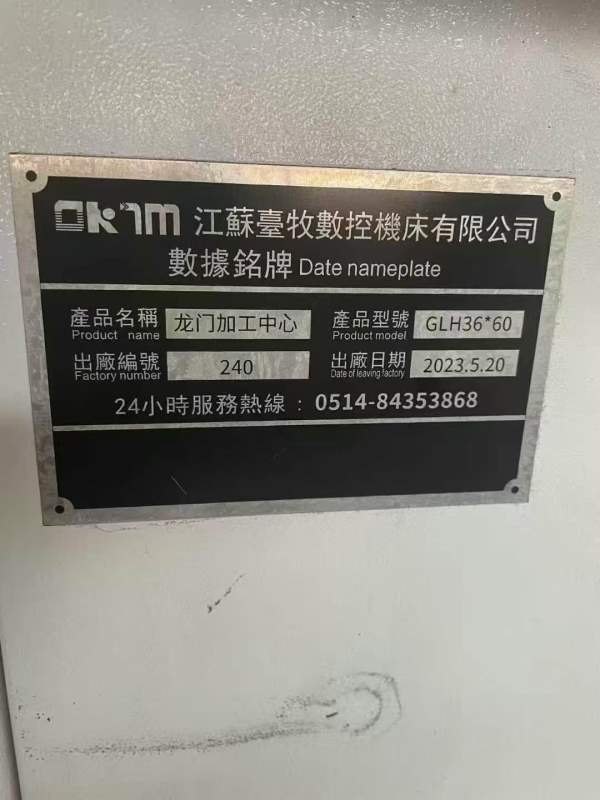 OKTM 江蘇臺牧數控機床有限公司
數據銘牌 Date nameplate
產品名稱 龙门加工中心 產品型號 GLH36*60
Product name Product model
出廠編號 240 出廠日期 2023.5.20
Factory number Date of leaving factory
24小時服務熱線：0514-84353868